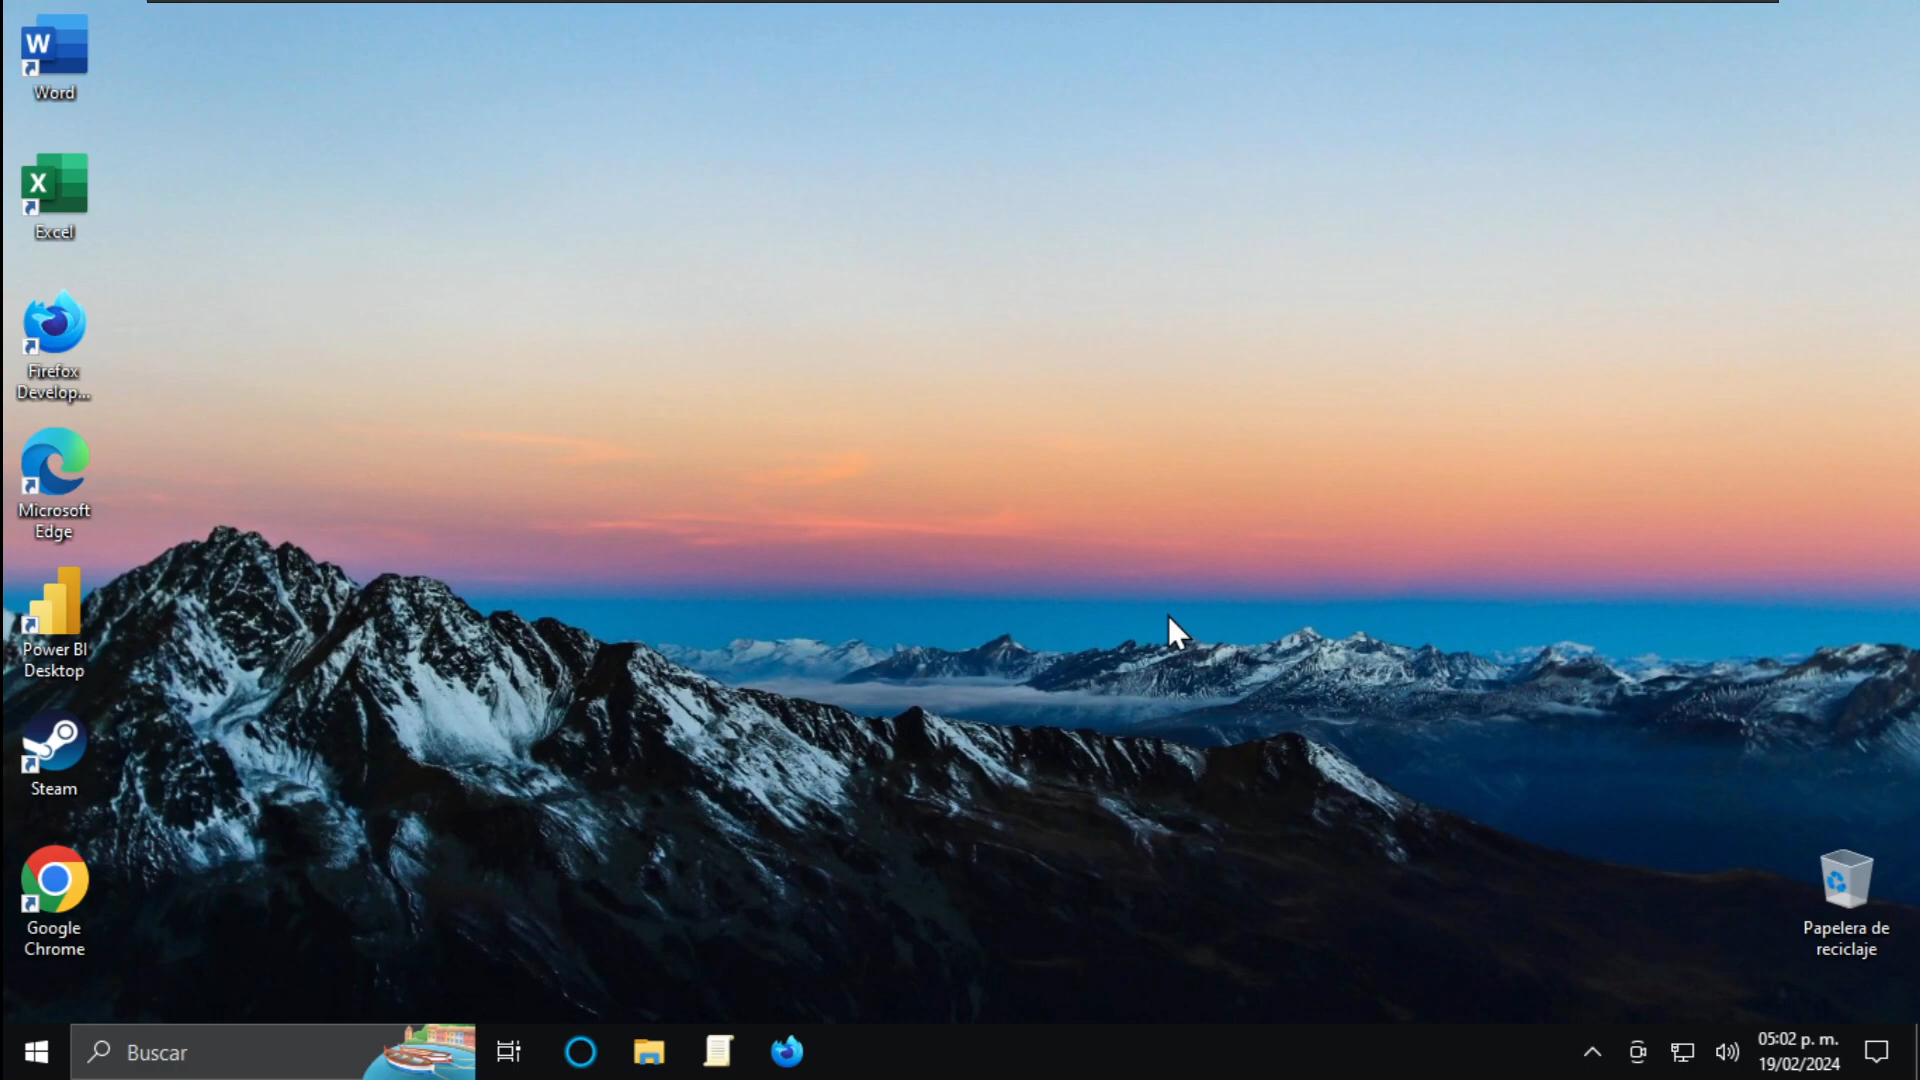 W
Word
X
Excel
Firefox
Develop...
Microsoft
Edge
Power BI
Desktop
Steam
Google
Chrome
Papelera de
reciclaje
Buscar
05:02 p. m.
19/02/2024